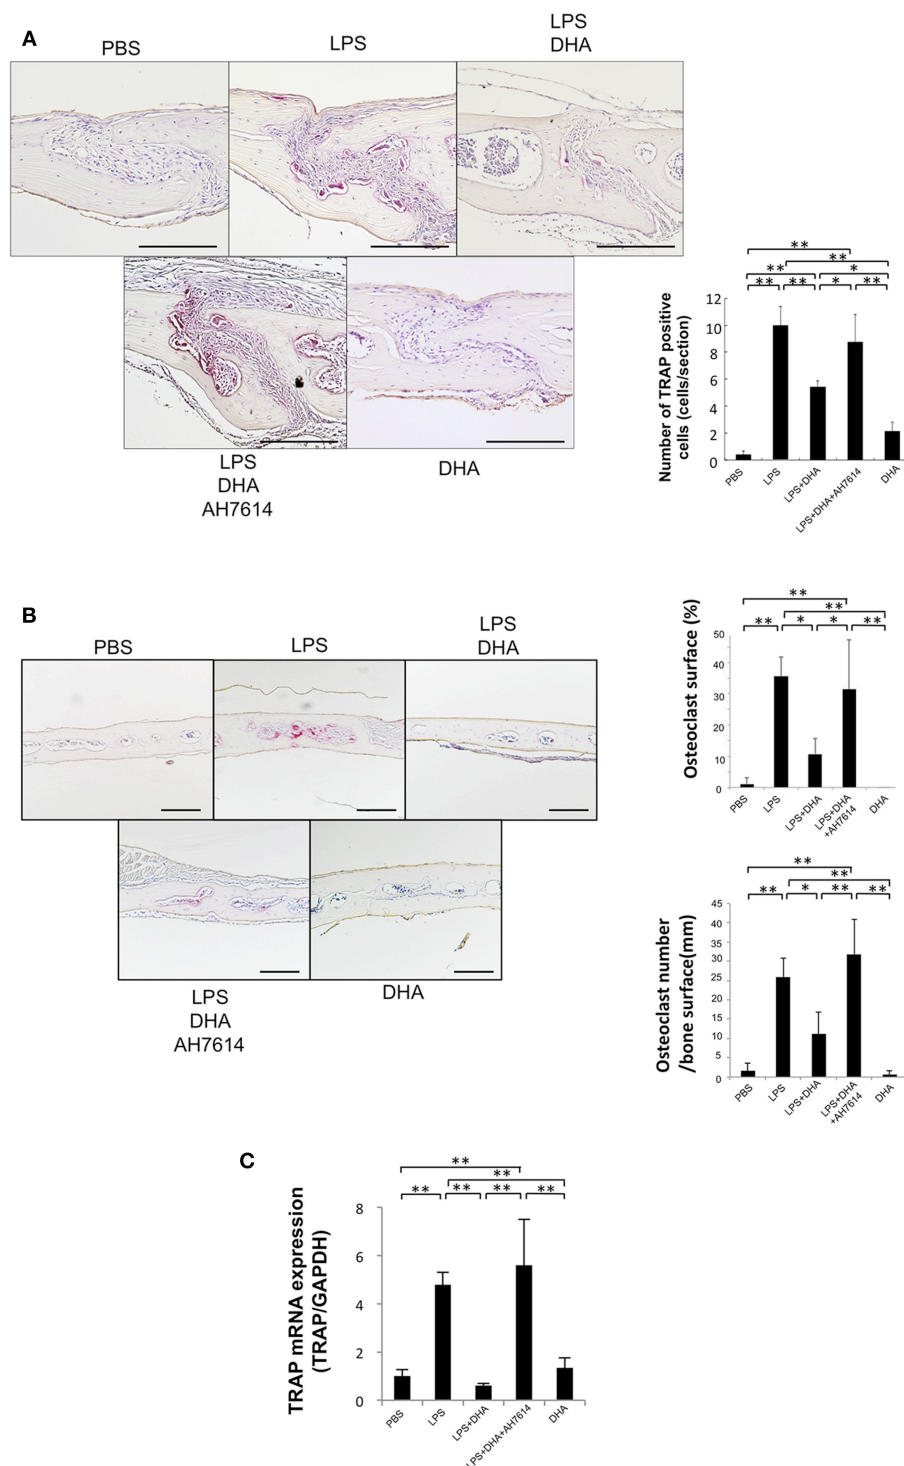 A
PBS
LPS
LPS
DHA
LPS
DHA
AH7614
DHA
** 
**
** *
** ** * **
Number of TRAP positive
cells (cells/section)
12
10
8
6
4
2
0
PBS
LPS
LPS+DHA
LPS+DHA+AH7614
DHA
B
PBS
LPS
LPS
DHA
LPS
DHA
AH7614
DHA
**
**
** * * **
Osteoclast surface (%)
50
40
30
20
10
0
PBS
LPS
LPS+DHA
LPS+DHA
+AH7614
DHA
**
**
** * ** **
Osteoclast number
/bone surface(mm)
45
40
35
30
25
20
15
10
5
0
PBS
LPS
LPS+DHA
LPS+DHA
+AH7614
DHA
C
**
**
** ** ** **
TRAP mRNA expression
(TRAP/GAPDH)
8
6
4
2
0
PBS
LPS
LPS+DHA
LPS+DHA+AH7614
DHA